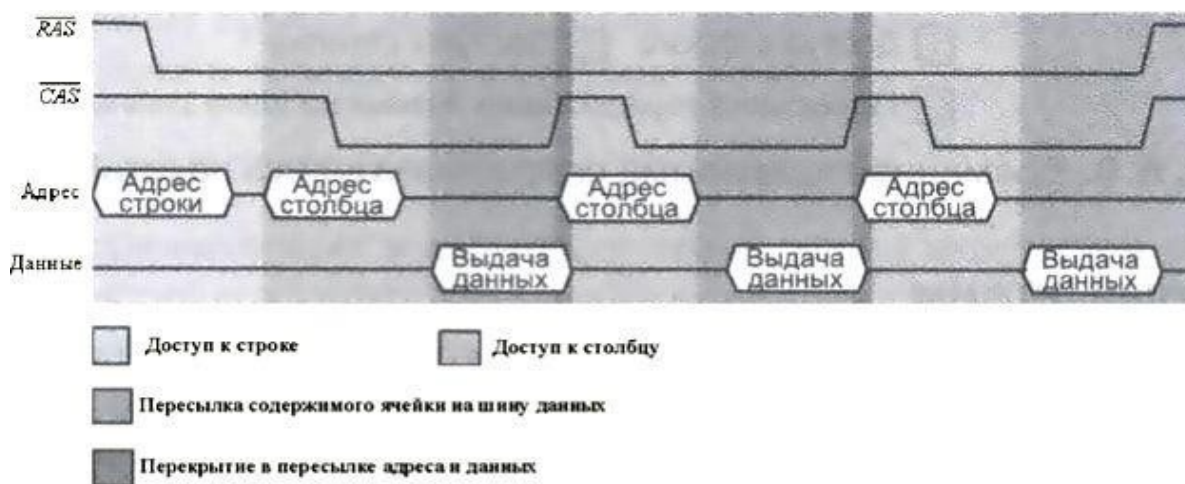 RAS
CAS
Адрес
Адрес
строки
Адрес
столбца
Адрес
столбца
Адрес
столбца
Данные
Выдача
данных
Выдача
данных
Выдача
данных
Доступ к строке
Доступ к столбцу
Пересылка содержимого ячейки на шину данных
Перекрытие в пересылке адреса и данных